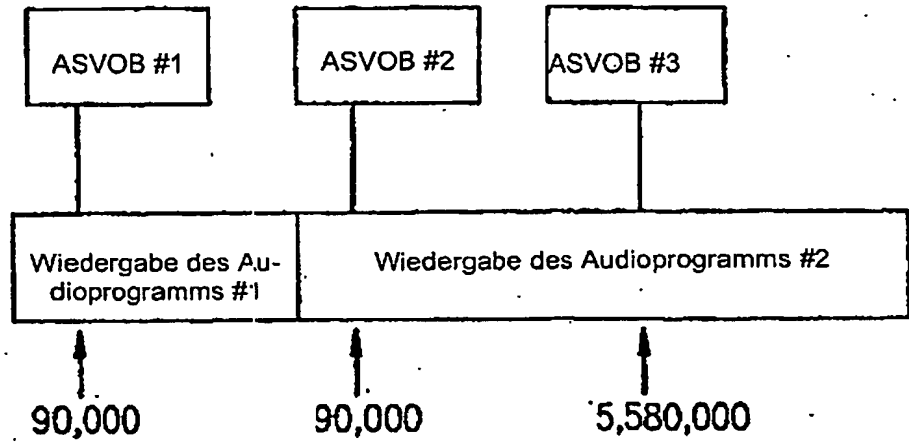 ASVOB #1
ASVOB #2
ASVOB #3
Wiedergabe des Au-
dioprogramms #1
Wiedergabe des Audioprogramms #2
90,000
90,000
5,580,000